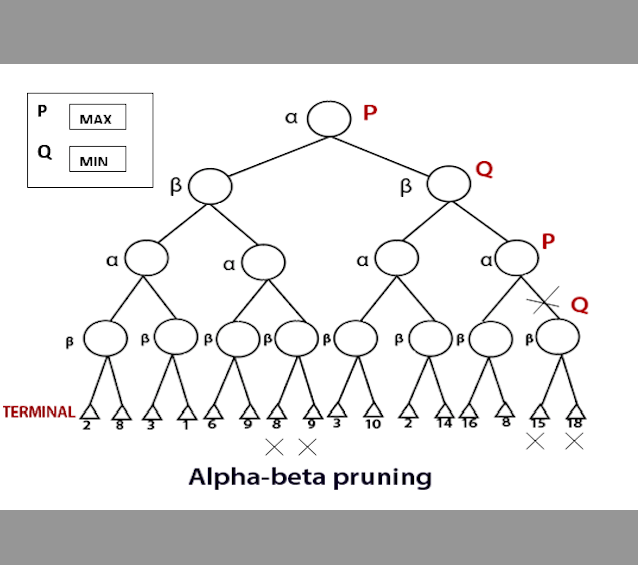 P MAX
Q MIN
α P
β β Q
α α α α P
Q
β β β β β β β β
TERMINAL
2 8 3 1 6 9 8 9 3 10 2 14 16 8 15 18
Alpha-beta pruning